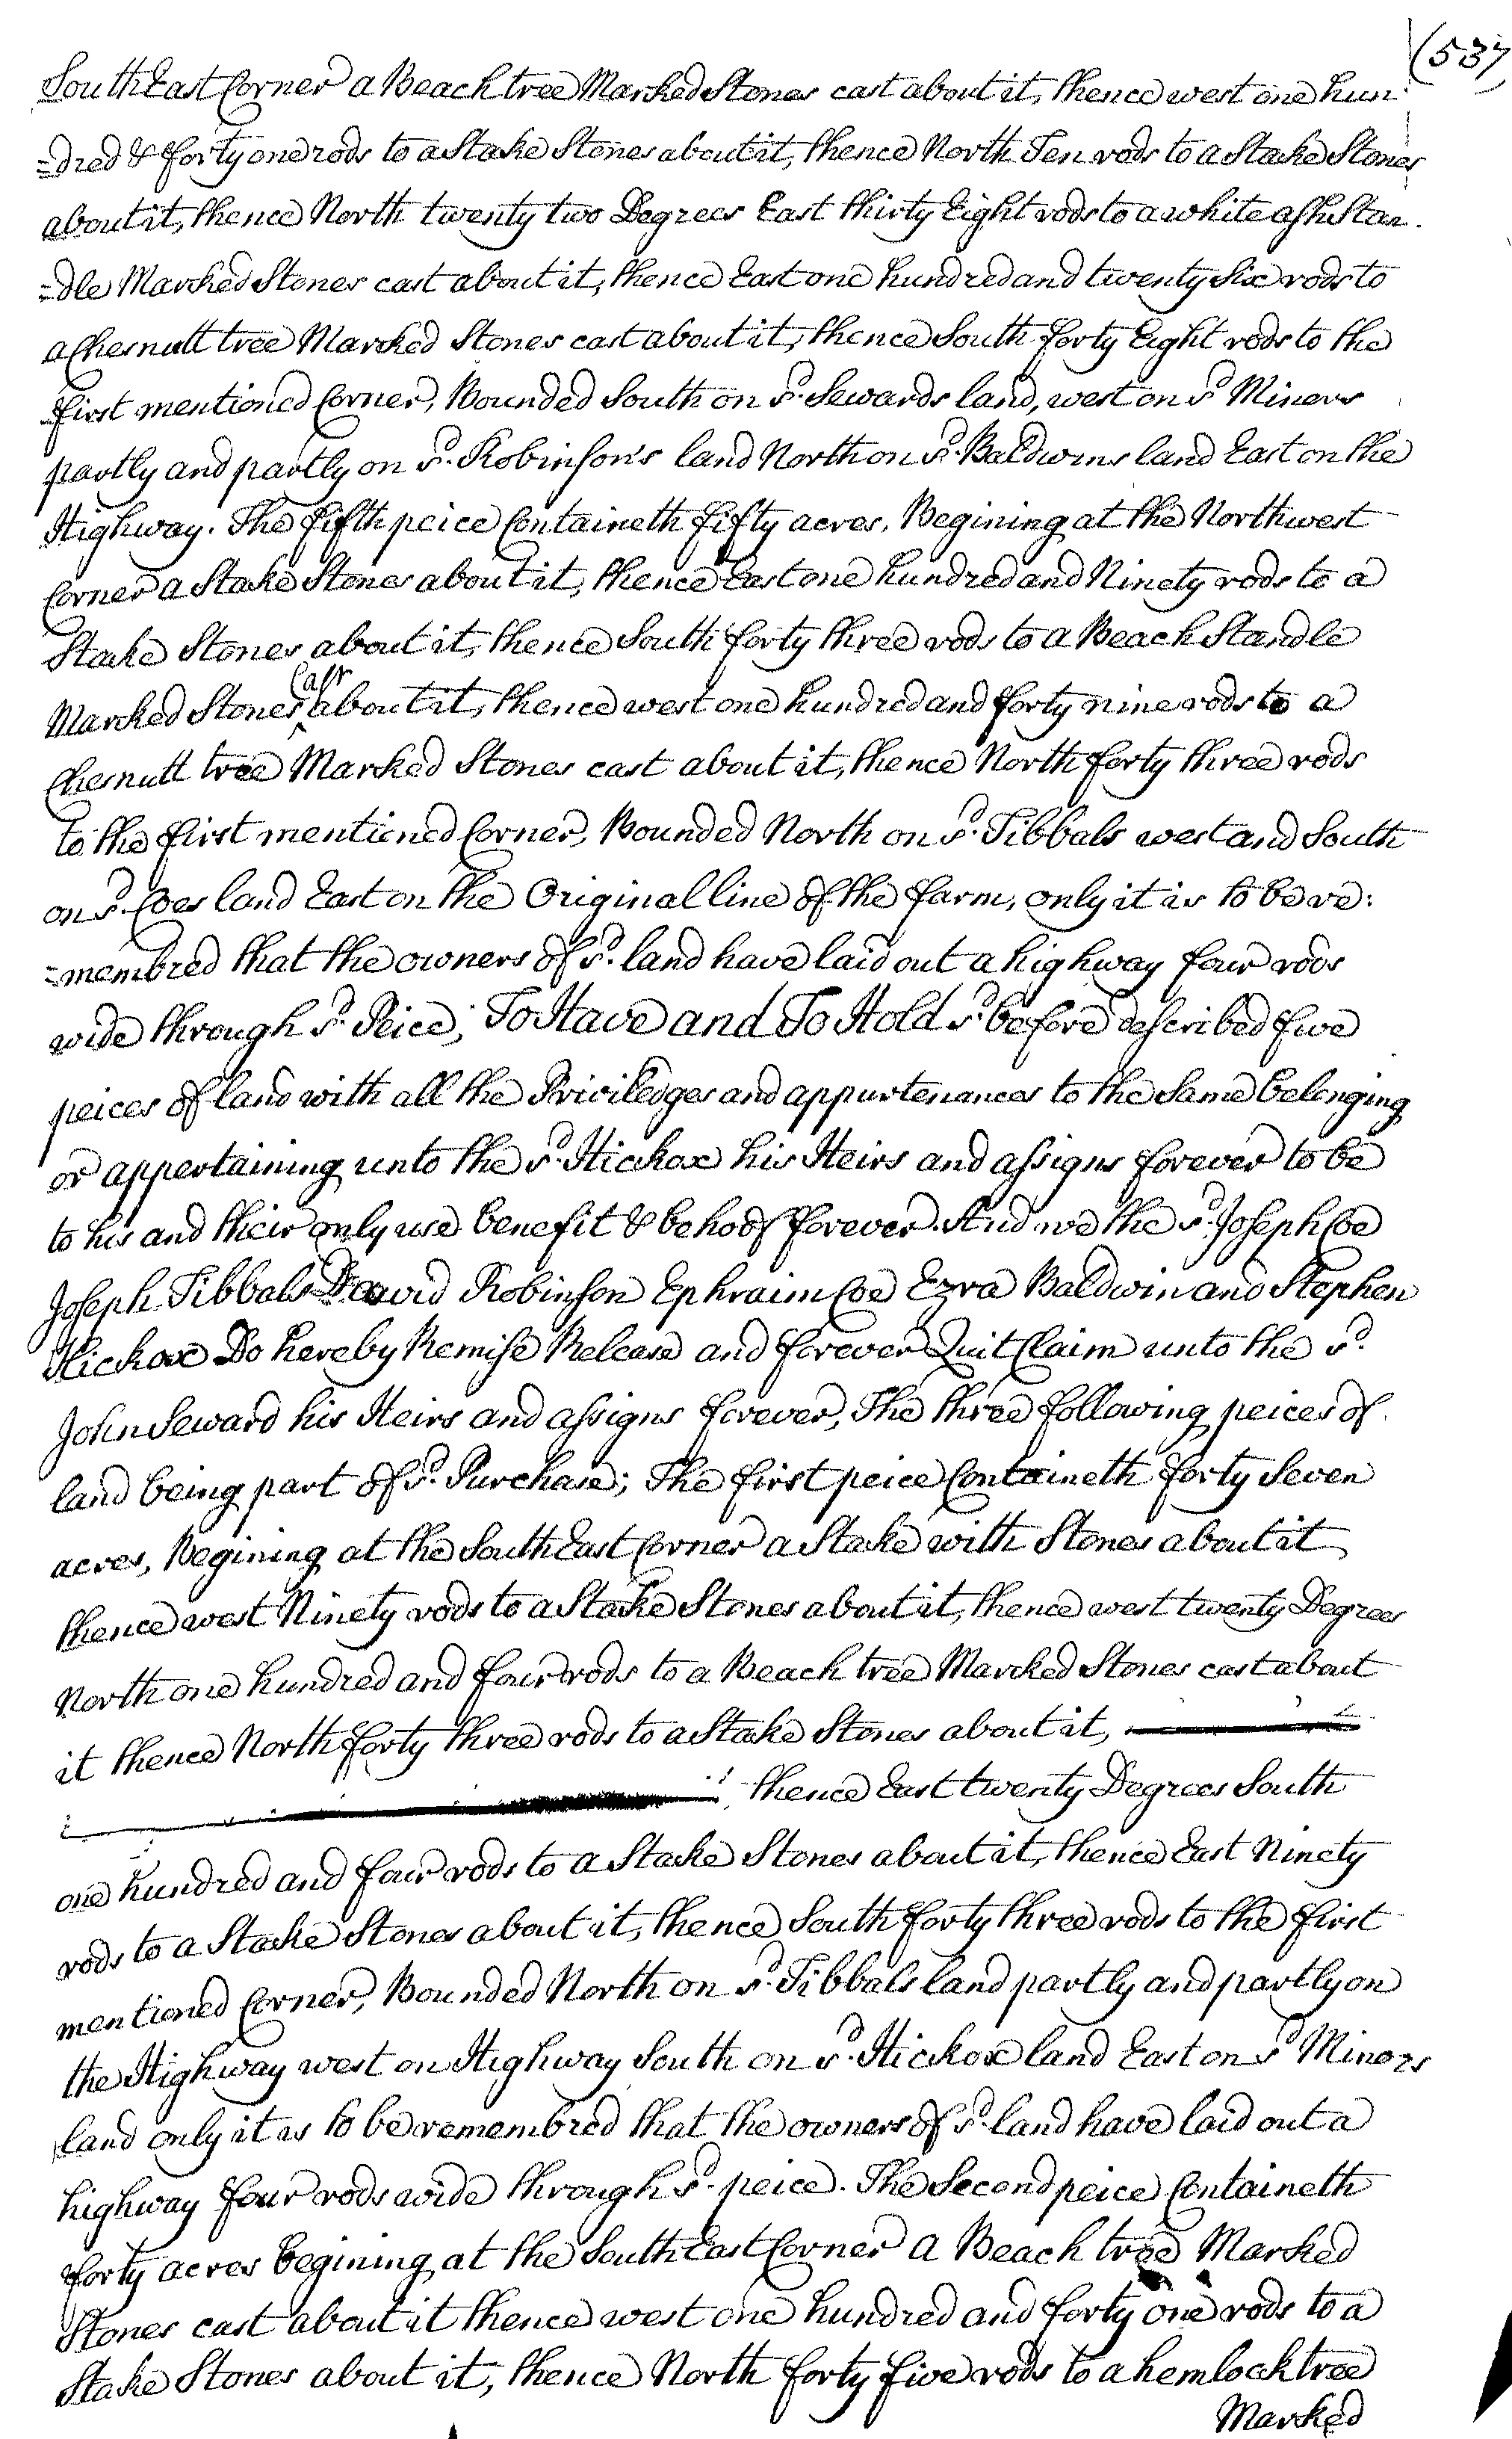 (537)
South East Corner a Beach tree Marked Stones cast about it, thence west one hun
=dred & forty one rods to a Stake Stones about it, thence North Ten rods to a Stake Stones
about it, thence North twenty two Degrees East thirty Eight rods to a white ash Stan
=dle Marked Stones cast about it, thence East one hundred and twenty Six rods to
a Chesnutt tree Marked Stones cast about it, thence South forty Eight rods to the
first mentioned Corner, Bounded South on sd. Sewards land, west on sd Miners
partly and partly on sd. Robinson's land North on sd. Baldwins land East on the
Highway. The fifth peice Containeth fifty acres, Begining at the Northwest
Corner a Stake Stones about it, thence East one hundred and Ninety rods to a
Stake Stones about it, thence South forty three rods to a Beach Standle
Marked Stones cast about it, thence west one hundred and forty nine rods to a
Chesnutt tree Marked Stones cast about it, thence North forty three rods
to the first mentioned Corner, Bounded North on sd. Tibbals west and South
on sd. Coes land East on the Original line of the farm, only it is to be re:
=membred that the owners of sd. land have laid out a highway four rods
wide through sd. Peice; To Have and To Hold sd before described five
peices of land with all the Priviledges and appurtenances to the Same belonging
or appertaining unto the sd. Hickox his Heirs and assigns forever to be
to his and their only use benefit & behoof forever. And we the sd. Joseph Coe
Joseph Tibbals David Robinson Ephraim Coe Ezra Baldwin and Stephen
Hickox Do hereby Remise Release and forever Quit Claim unto the sd.
John Seward his Heirs and assigns forever, The three following peices of
land being part of sd. Purchase; The first peice Containeth forty Seven
acres, Begining at the South East Corner a Stake with Stones about it
thence west Ninety rods to a Stake Stones about it, thence west twenty Degrees
North one hundred and four rods to a Beach tree Marked Stones cast about
it thence North forty three rods to a Stake Stones about it,
thence East twenty Degrees South
one hundred and four rods to a Stake Stones about it, thence East Ninety
rods to a Stake Stones about it, thence South forty three rods to the first
mentioned Corner, Bounded North on sd. Tibbals land partly and partly on
the Highway west on Highway South on sd. Hickox land East on sd Minors
land only it is to be remembred that the owners of sd. land have laid out a
highway four rods wide through sd. peice. The Second peice Containeth
forty acres begining at the South East Corner a Beach tree Marked
Stones cast about it thence west one hundred and forty one rods to a
Stake Stones about it, thence North forty five rods to a hemlock tree
Marked